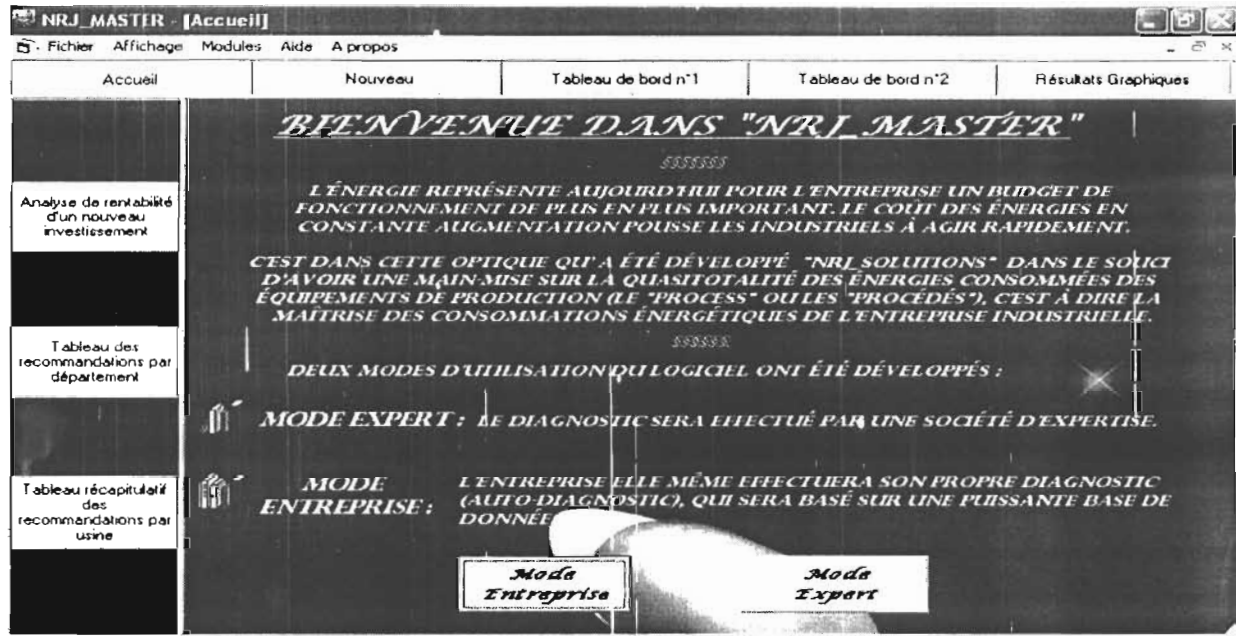 NRJ_MASTER - [Accueil]
Fichier Affichage Modules Aide A propos
Accueil Nouveau Tableau de bord n°1 Tableau de bord n°2 Résultats Graphiques
BIENVENUE DANS "NRJ_MASTER"
§§§§§§§
L'ÉNERGIE REPRÉSENTE AUJOURD'HUI POUR L'ENTREPRISE UN BUDGET DE
FONCTIONNEMENT DE PLUS EN PLUS IMPORTANT. LE COÛT DES ÉNERGIES EN
CONSTANTE AUGMENTATION POUSSE LES INDUSTRIELS À AGIR RAPIDEMENT.
C'EST DANS CETTE OPTIQUE QU'A ÉTÉ DÉVELOPPÉ "NRJ_SOLUTIONS" DANS LE SOUCI
D'AVOIR UNE MAIN-MISE SUR LA QUASITOTALITÉ DES ÉNERGIES CONSOMMÉES DES
ÉQUIPEMENTS DE PRODUCTION (LE "PROCESS" OU LES "PROCÉDÉS"), C'EST À DIRE LA
MAÎTRISE DES CONSOMMATIONS ÉNERGÉTIQUES DE L'ENTREPRISE INDUSTRIELLE.
§§§§§§
DEUX MODES D'UTILISATION DU LOGICIEL ONT ÉTÉ DÉVELOPPÉS :
MODE EXPERT : LE DIAGNOSTIC SERA EFFECTUÉ PAR UNE SOCIÉTÉ D'EXPERTISE.
MODE
ENTREPRISE :
L'ENTREPRISE ELLE MÊME EFFECTUERA SON PROPRE DIAGNOSTIC
(AUTO-DIAGNOSTIC), QUI SERA BASÉ SUR UNE PUISSANTE BASE DE
DONNÉE
Mode
Entreprise
Mode
Expert
Analyse de rentabilité
d'un nouveau
investissement
Tableau des
recommandations par
département
Tableau récapitulatif
des
recommandations par
usine